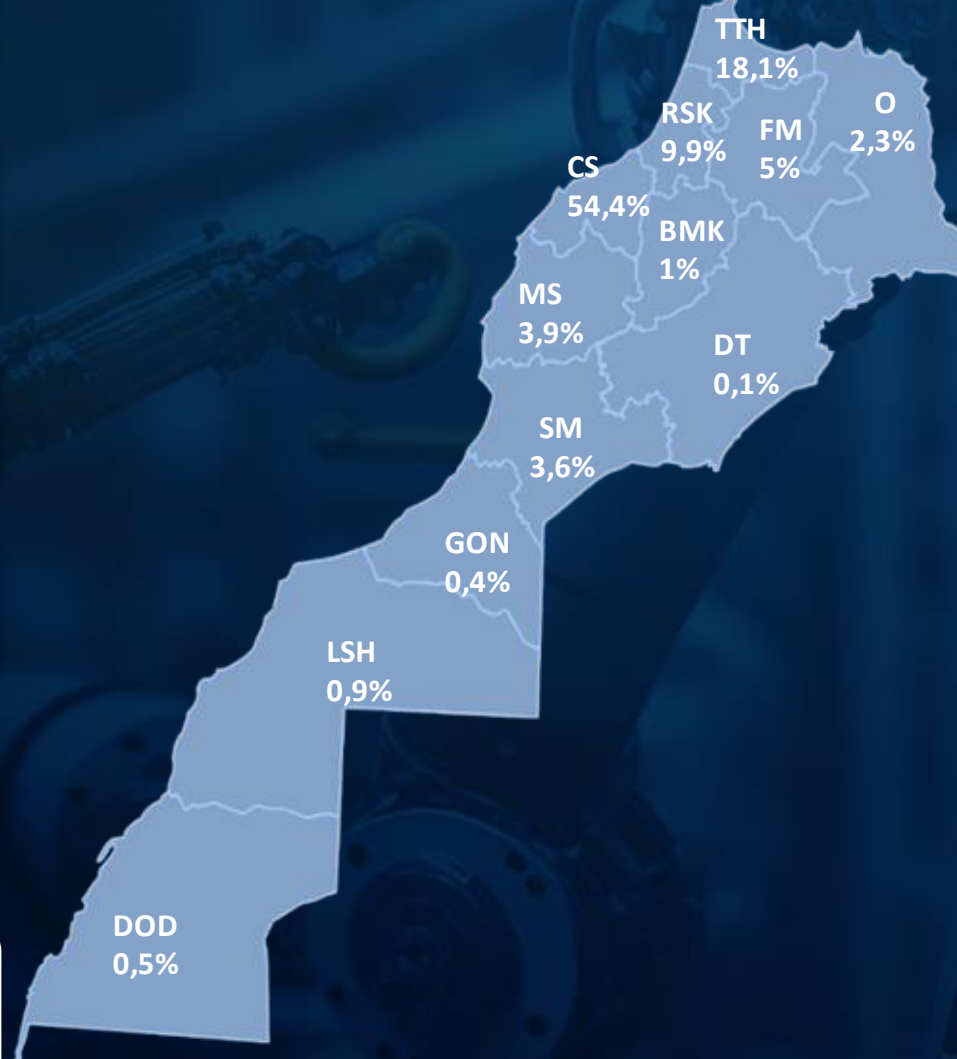 TTH
18,1%
O
2,3%
RSK
9,9%
FM
5%
CS
54,4%
BMK
1%
MS
3,9%
DT
0,1%
SM
3,6%
GON
0,4%
LSH
0,9%
DOD
0,5%